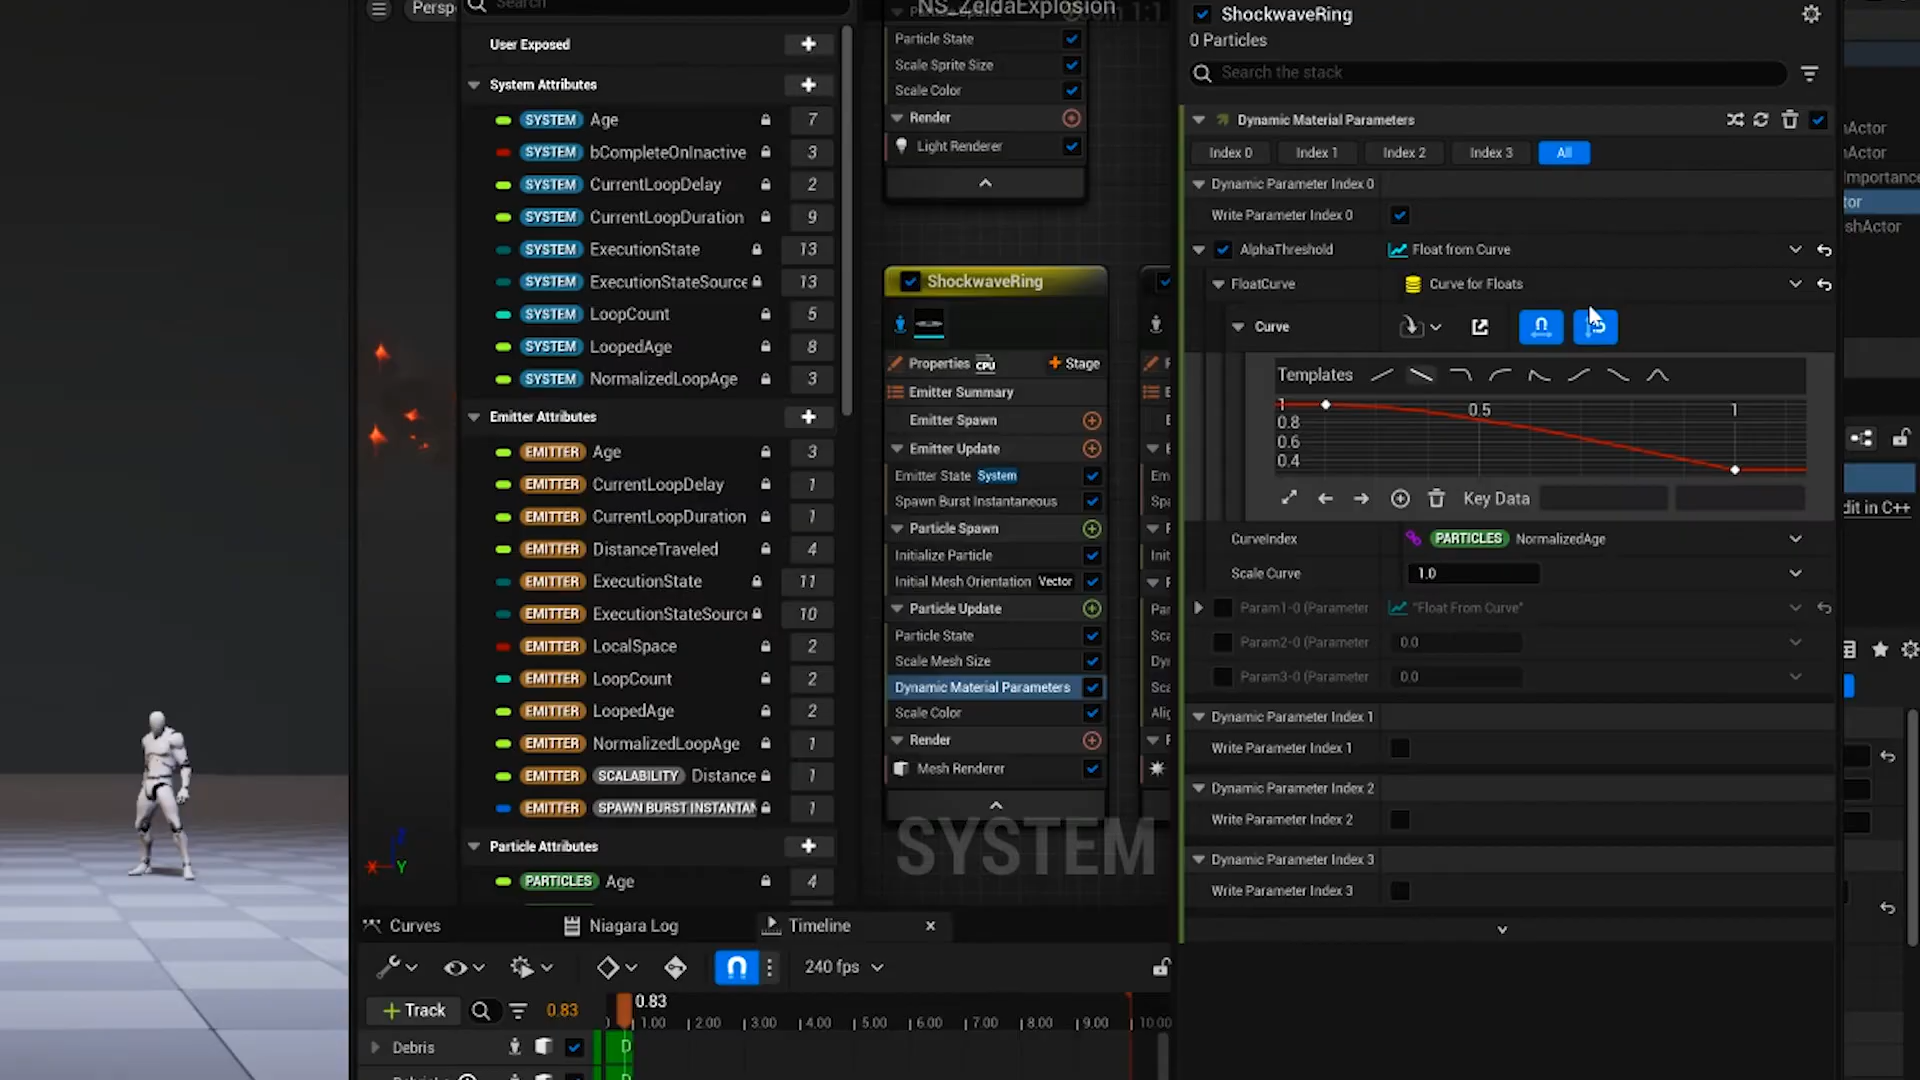 Persp
Search
User Exposed
System Attributes
SYSTEM Age 7
SYSTEM bCompleteOnInactive 3
SYSTEM CurrentLoopDelay 2
SYSTEM CurrentLoopDuration 9
SYSTEM ExecutionState 13
SYSTEM ExecutionStateSource 13
SYSTEM LoopCount 5
SYSTEM LoopedAge 8
SYSTEM NormalizedLoopAge 3
Emitter Attributes
EMITTER Age 3
EMITTER CurrentLoopDelay 1
EMITTER CurrentLoopDuration 1
EMITTER DistanceTraveled 4
EMITTER ExecutionState 11
EMITTER ExecutionStateSource 10
EMITTER LocalSpace 2
EMITTER LoopCount 2
EMITTER LoopedAge 2
EMITTER NormalizedLoopAge 1
EMITTER SCALABILITY Distance 1
EMITTER SPAWN BURST INSTANTAN 1
Particle Attributes
PARTICLES Age 4
X Y Z
NS_ZeldaExplosion
Particle Update
Zoom 1:1
Particle State
Scale Sprite Size
Scale Color
Render
Light Renderer
ShockwaveRing
Properties CPU + Stage
Emitter Summary
Emitter Spawn
Emitter Update
Emitter State System
Spawn Burst Instantaneous
Particle Spawn
Initialize Particle
Initial Mesh Orientation Vector
Particle Update
Particle State
Scale Mesh Size
Dynamic Material Parameters
Scale Color
Render
Mesh Renderer
SYSTEM
Em
Spa
Init
Par
Sca
Dy
Sca
Alig
ShockwaveRing
0 Particles
Search the stack
Dynamic Material Parameters
Index 0 Index 1 Index 2 Index 3 All
Dynamic Parameter Index 0
Write Parameter Index 0
AlphaThreshold Float from Curve
FloatCurve Curve for Floats
Curve
Templates
1 0.5 1
0.8
0.6
0.4
Key Data
CurveIndex PARTICLES NormalizedAge
Scale Curve 1.0
Param1-0 (Parameter "Float From Curve"
Param2-0 (Parameter 0.0
Param3-0 (Parameter 0.0
Dynamic Parameter Index 1
Write Parameter Index 1
Dynamic Parameter Index 2
Write Parameter Index 2
Dynamic Parameter Index 3
Write Parameter Index 3
hActor
hActor
Importance
tor
shActor
dit in C++
Curves Niagara Log Timeline
240 fps
+ Track 0.83 0.83
1.00 2.00 3.00 4.00 5.00 6.00 7.00 8.00 9.00 10.00
Debris D